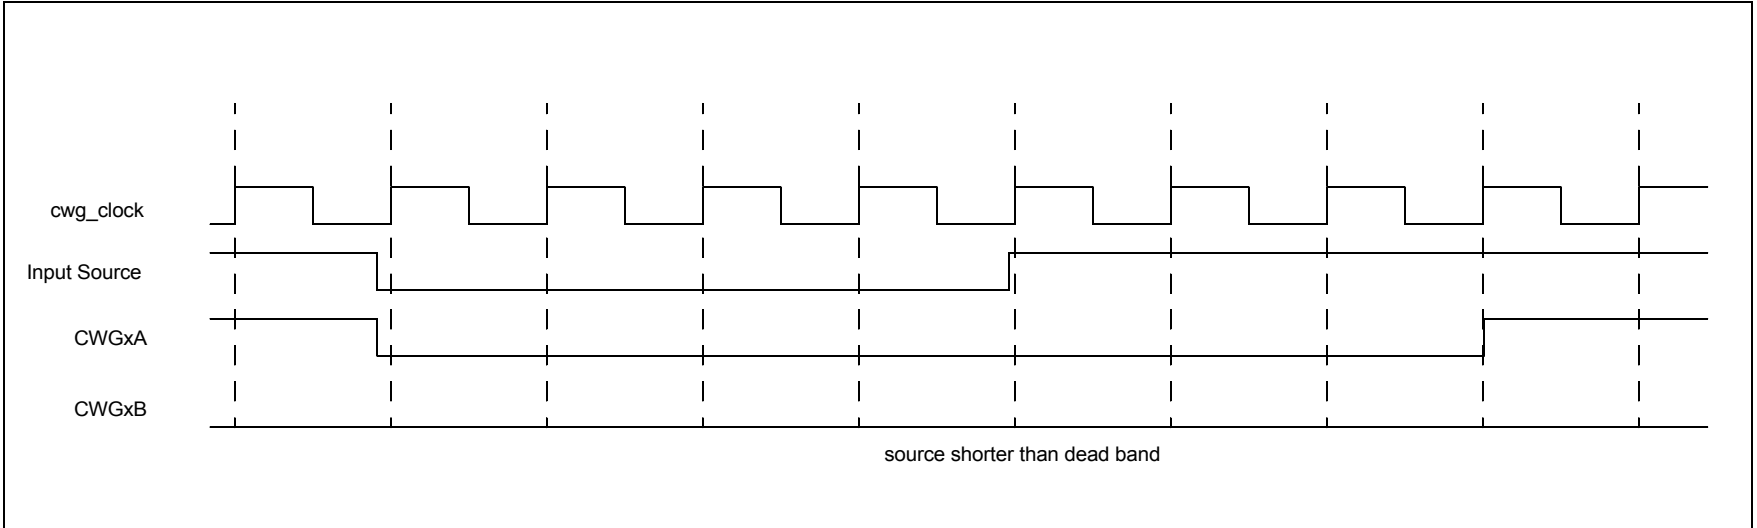 cwg_clock
Input Source
CWGxA
CWGxB
source shorter than dead band